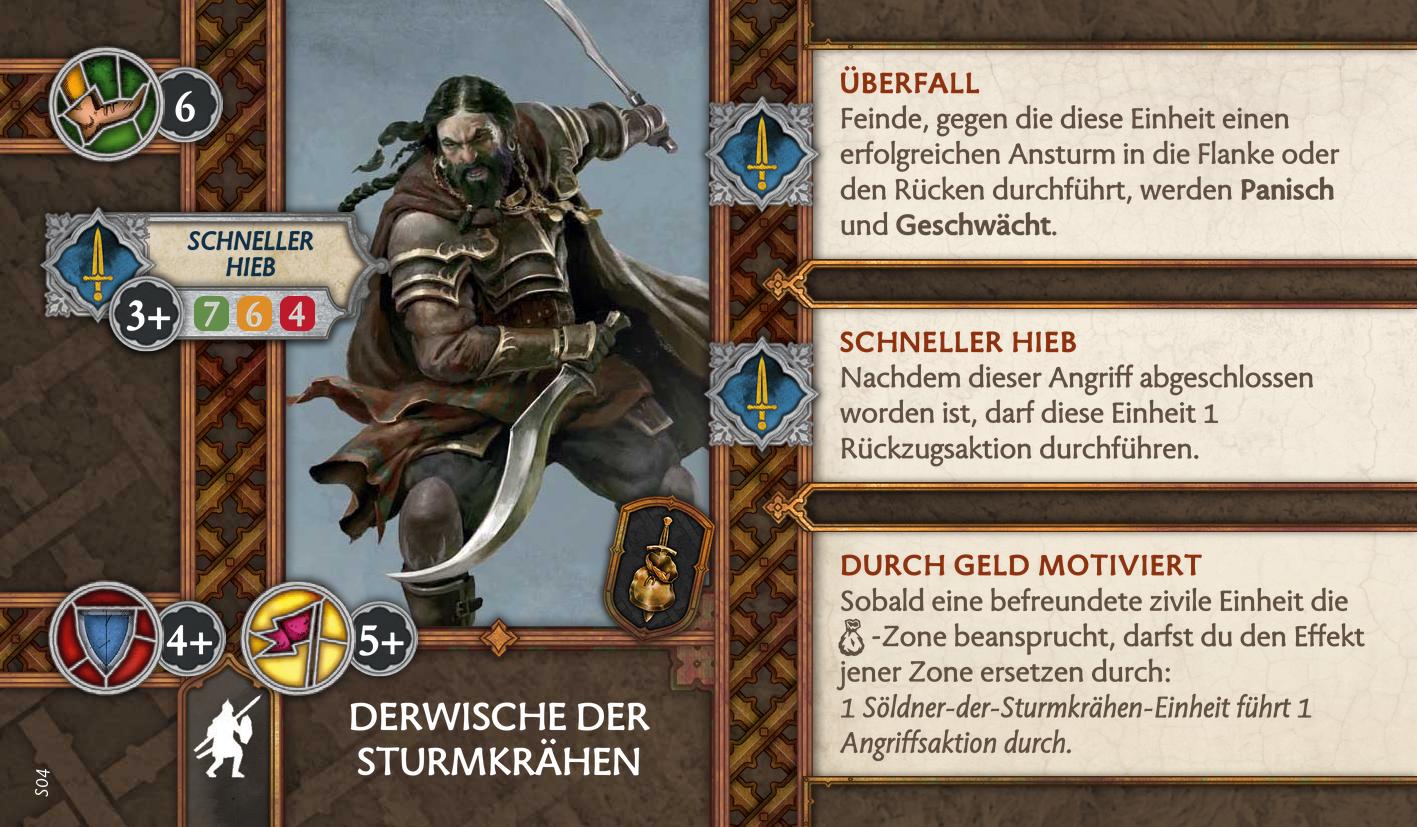 6
SCHNELLER
HIEB
3+ 7 6 4
4+ 5+
DERWISCHE DER
STURMKRÄHEN
S04
ÜBERFALL
Feinde, gegen die diese Einheit einen
erfolgreichen Ansturm in die Flanke oder
den Rücken durchführt, werden Panisch
und Geschwächt.
SCHNELLER HIEB
Nachdem dieser Angriff abgeschlossen
worden ist, darf diese Einheit 1
Rückzugsaktion durchführen.
DURCH GELD MOTIVIERT
Sobald eine befreundete zivile Einheit die
-Zone beansprucht, darfst du den Effekt
jener Zone ersetzen durch:
1 Söldner-der-Sturmkrähen-Einheit führt 1
Angriffsaktion durch.